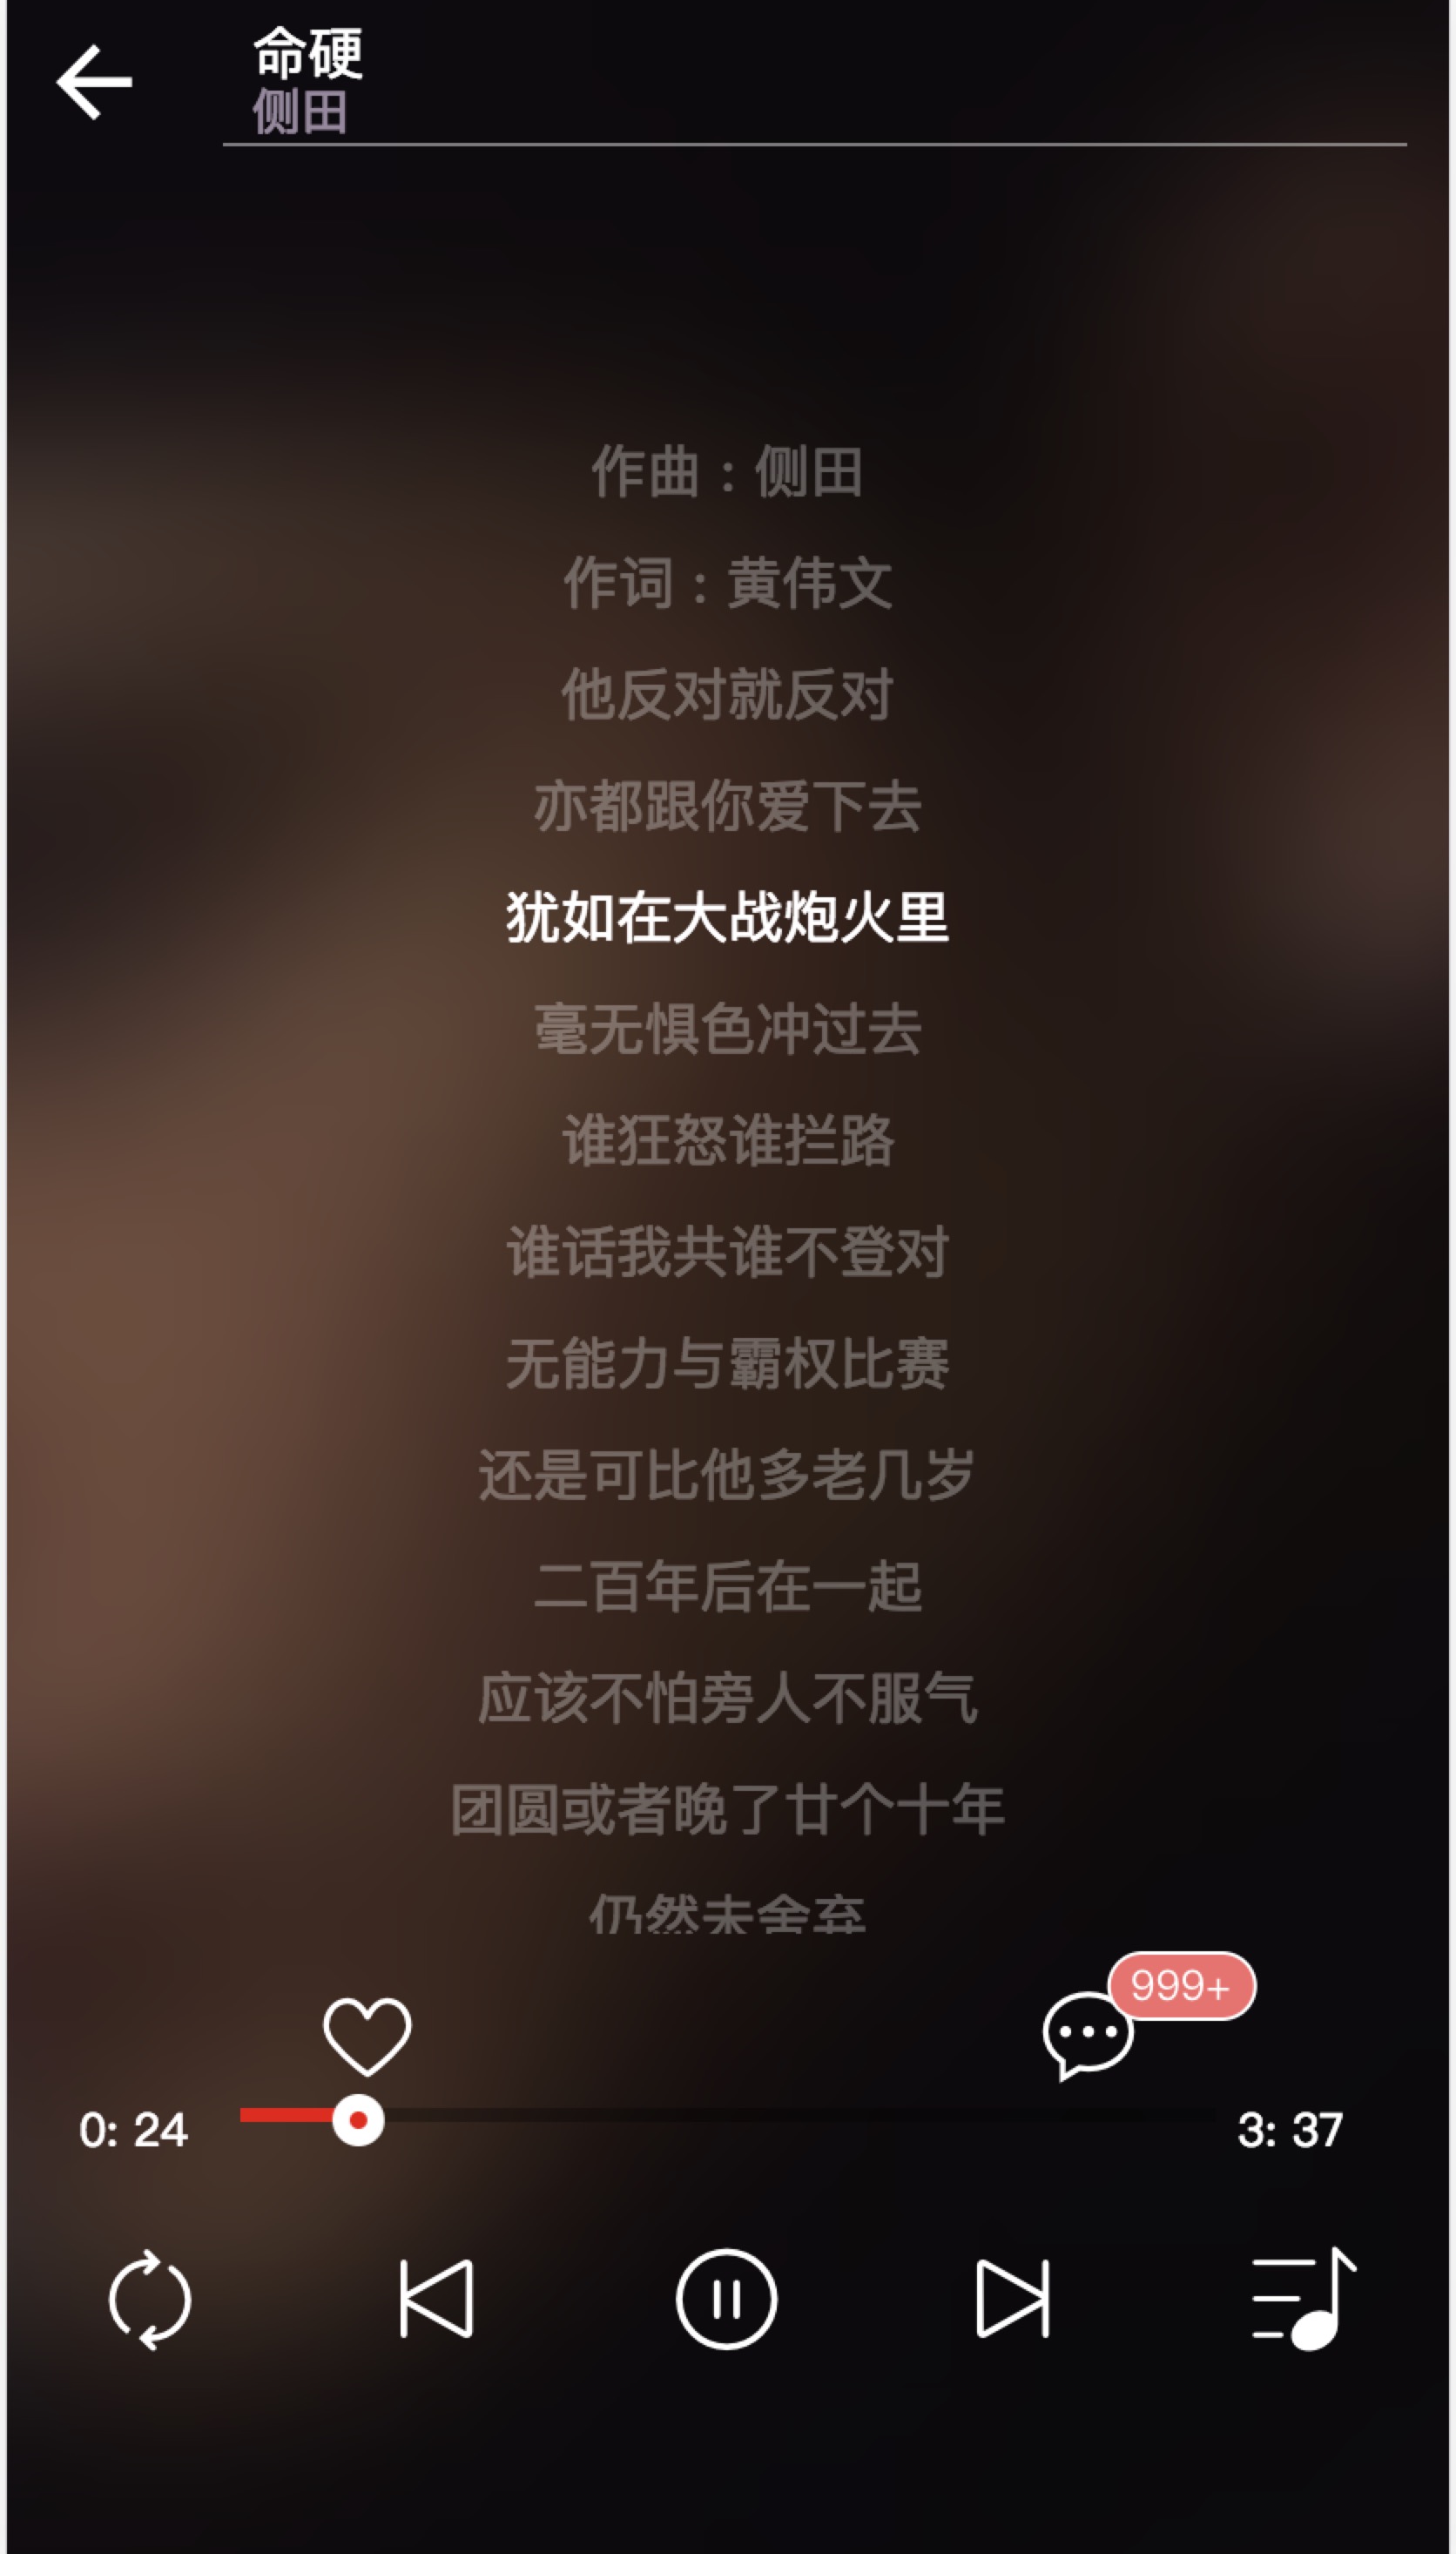 命硬
侧田
作曲：侧田
作词：黄伟文
他反对就反对
亦都跟你爱下去
犹如在大战炮火里
毫无惧色冲过去
谁狂怒谁拦路
谁话我共谁不登对
无能力与霸权比赛
还是可比他多老几岁
二百年后在一起
应该不怕旁人不服气
团圆或者晚了廿个十年
仍然未舍弃
999+
0: 24
3: 37